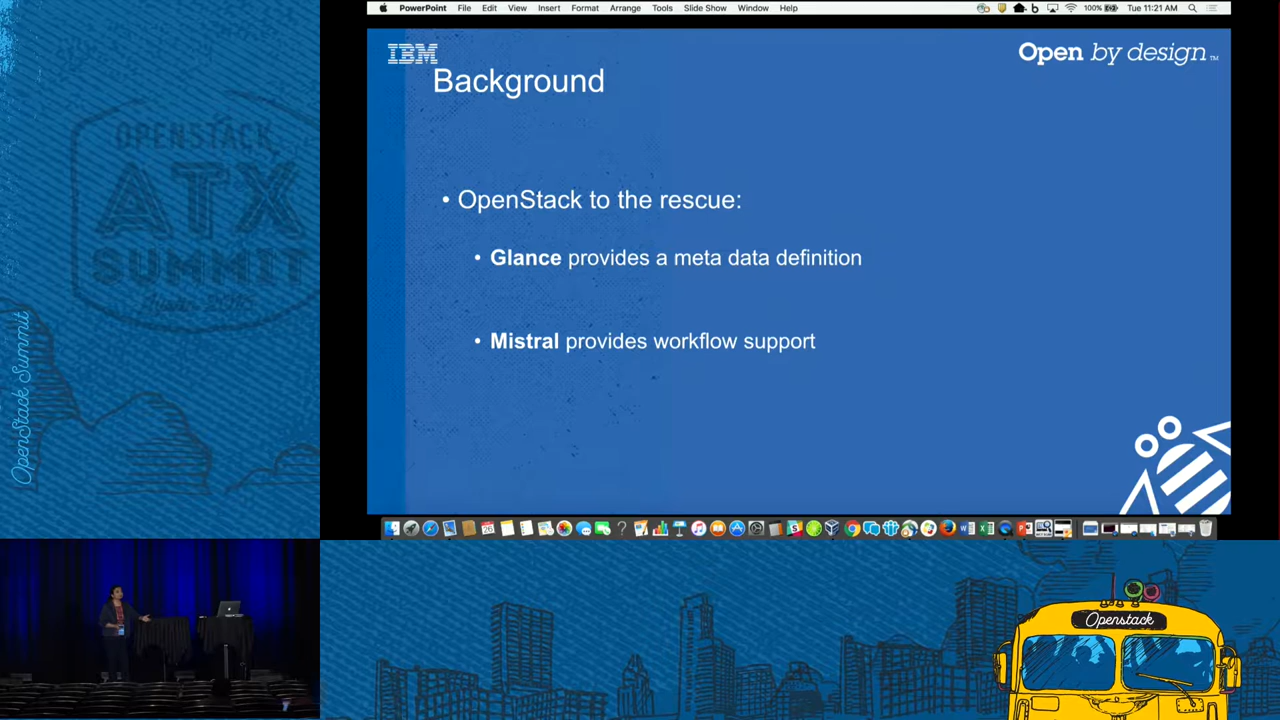 PowerPoint File Edit View Insert Format Arrange Tools Slide Show Window Help
100%
Tue 11:21 AM
IBM
Open by design™
Background
• OpenStack to the rescue:
• Glance provides a meta data definition
• Mistral provides workflow support
OPENSTACK
ATX
SUMMIT
OpenStack Summit
Openstack